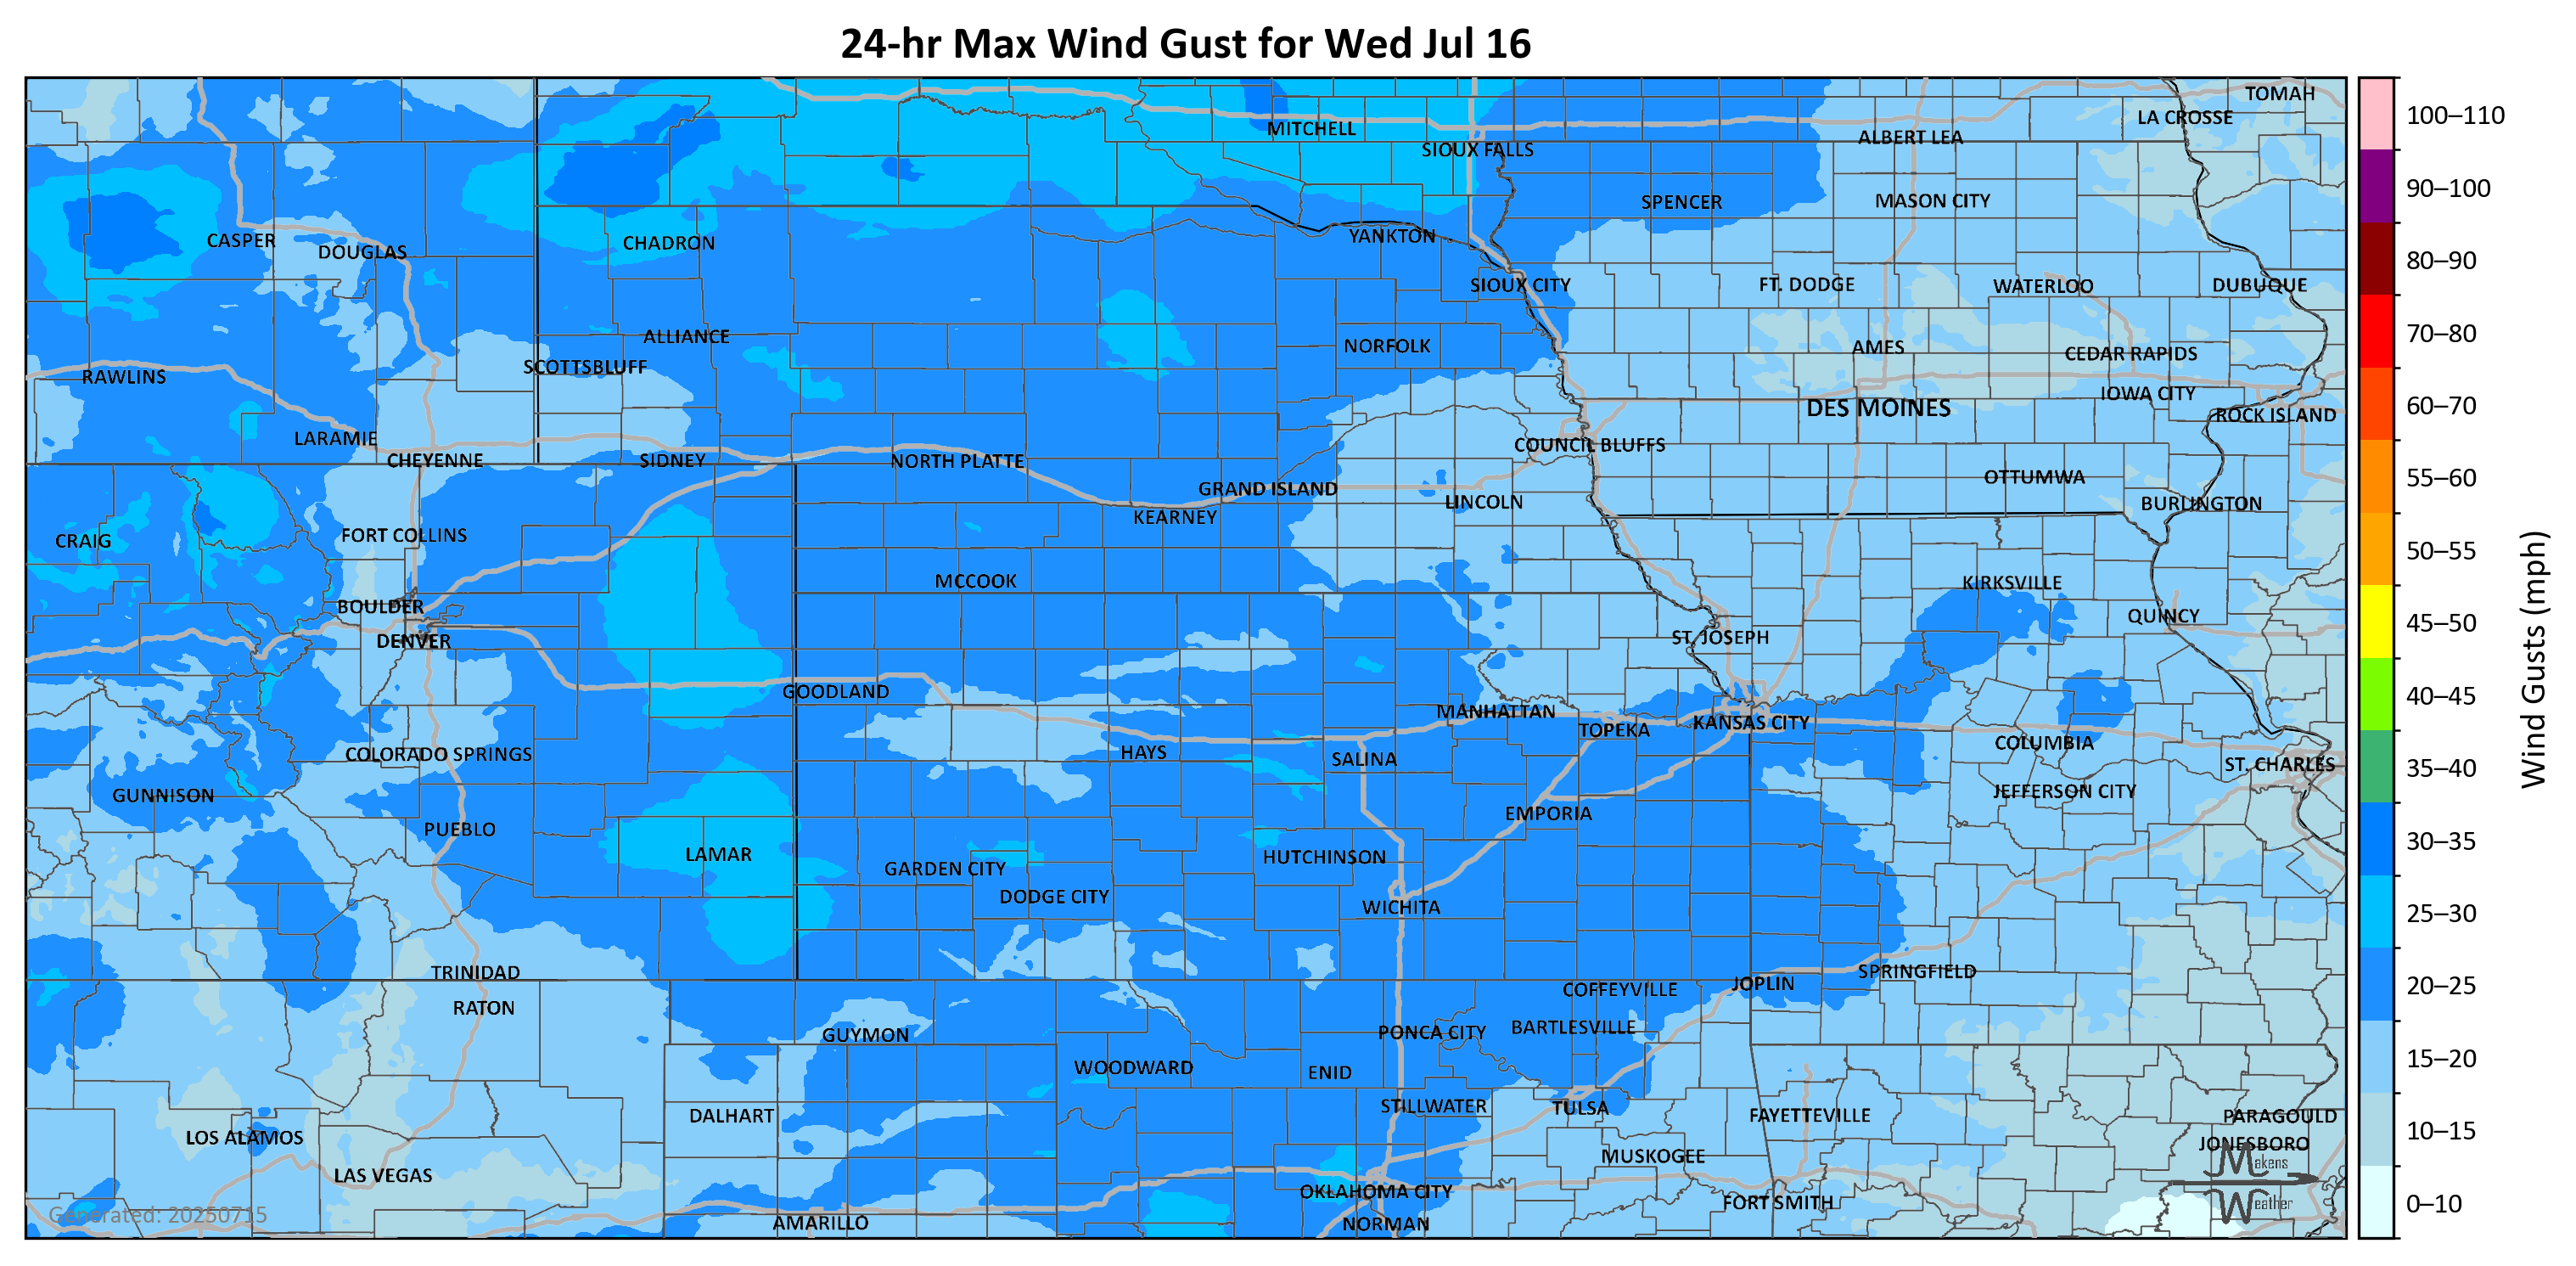 24-hr Max Wind Gust for Wed Jul 16
TOMAH
LA CROSSE
MITCHELL
ALBERT LEA
SIOUX FALLS
SPENCER
MASON CITY
CASPER
DOUGLAS
CHADRON
YANKTON
SIOUX CITY
FT. DODGE
WATERLOO
DUBUQUE
ALLIANCE
NORFOLK
AMES
CEDAR RAPIDS
SCOTTSBLUFF
RAWLINS
IOWA CITY
DES MOINES
ROCK ISLAND
LARAMIE
COUNCIL BLUFFS
CHEYENNE
SIDNEY
NORTH PLATTE
OTTUMWA
GRAND ISLAND
LINCOLN
BURLINGTON
KEARNEY
FORT COLLINS
CRAIG
MCCOOK
KIRKSVILLE
BOULDER
QUINCY
DENVER
ST. JOSEPH
GOODLAND
MANHATTAN
TOPEKA
KANSAS CITY
COLUMBIA
COLORADO SPRINGS
HAYS
SALINA
ST. CHARLES
GUNNISON
JEFFERSON CITY
EMPORIA
PUEBLO
LAMAR
HUTCHINSON
GARDEN CITY
DODGE CITY
WICHITA
TRINIDAD
SPRINGFIELD
JOPLIN
COFFEYVILLE
RATON
GUYMON
PONCA CITY
BARTLESVILLE
WOODWARD
ENID
STILLWATER
TULSA
DALHART
FAYETTEVILLE
PARAGOULD
LOS ALAMOS
JONESBORO
MUSKOGEE
LAS VEGAS
OKLAHOMA CITY
FORT SMITH
AMARILLO
NORMAN
Generated: 20250715
Makens
Weather
100–110
90–100
80–90
70–80
60–70
55–60
50–55
45–50
40–45
35–40
30–35
25–30
20–25
15–20
10–15
0–10
Wind Gusts (mph)